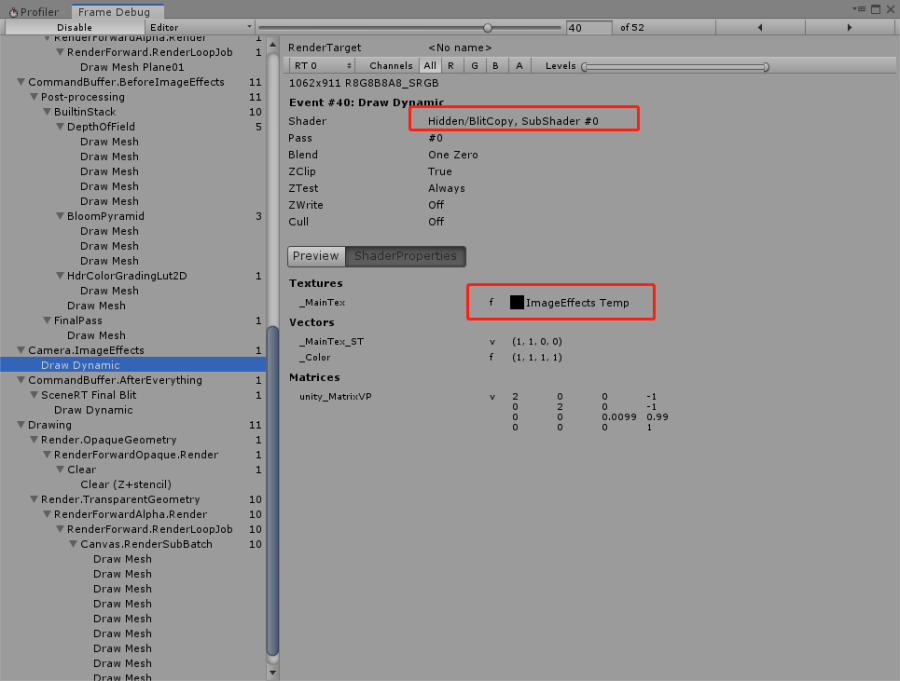 Profiler Frame Debug
Disable Editor 40 of 52
RenderForwardAlpha.Render 1
RenderForward.RenderLoopJob 1
Draw Mesh Plane01
CommandBuffer.BeforeImageEffects 11
Post-processing 11
BuiltinStack 10
DepthOfField 5
Draw Mesh
Draw Mesh
Draw Mesh
Draw Mesh
Draw Mesh
BloomPyramid 3
Draw Mesh
Draw Mesh
Draw Mesh
HdrColorGradingLut2D 1
Draw Mesh
Draw Mesh
FinalPass 1
Draw Mesh
Camera.ImageEffects 1
Draw Dynamic
CommandBuffer.AfterEverything 1
SceneRT Final Blit 1
Draw Dynamic
Drawing 11
Render.OpaqueGeometry 1
RenderForwardOpaque.Render 1
Clear 1
Clear (Z+stencil)
Render.TransparentGeometry 10
RenderForwardAlpha.Render 10
RenderForward.RenderLoopJob 10
Canvas.RenderSubBatch 10
Draw Mesh
Draw Mesh
Draw Mesh
Draw Mesh
Draw Mesh
Draw Mesh
Draw Mesh
Draw Mesh
Draw Mesh
RenderTarget <No name>
RT 0 Channels All R G B A Levels
1062x911 R8G8B8A8_SRGB
Event #40: Draw Dynamic
Shader Hidden/BlitCopy, SubShader #0
Pass #0
Blend One Zero
ZClip True
ZTest Always
ZWrite Off
Cull Off
Preview ShaderProperties
Textures
_MainTex f ImageEffects Temp
Vectors
_MainTex_ST v (1, 1, 0, 0)
_Color f (1, 1, 1, 1)
Matrices
unity_MatrixVP v 2 0 0 -1
0 2 0 -1
0 0 0.0099 0.99
0 0 0 1